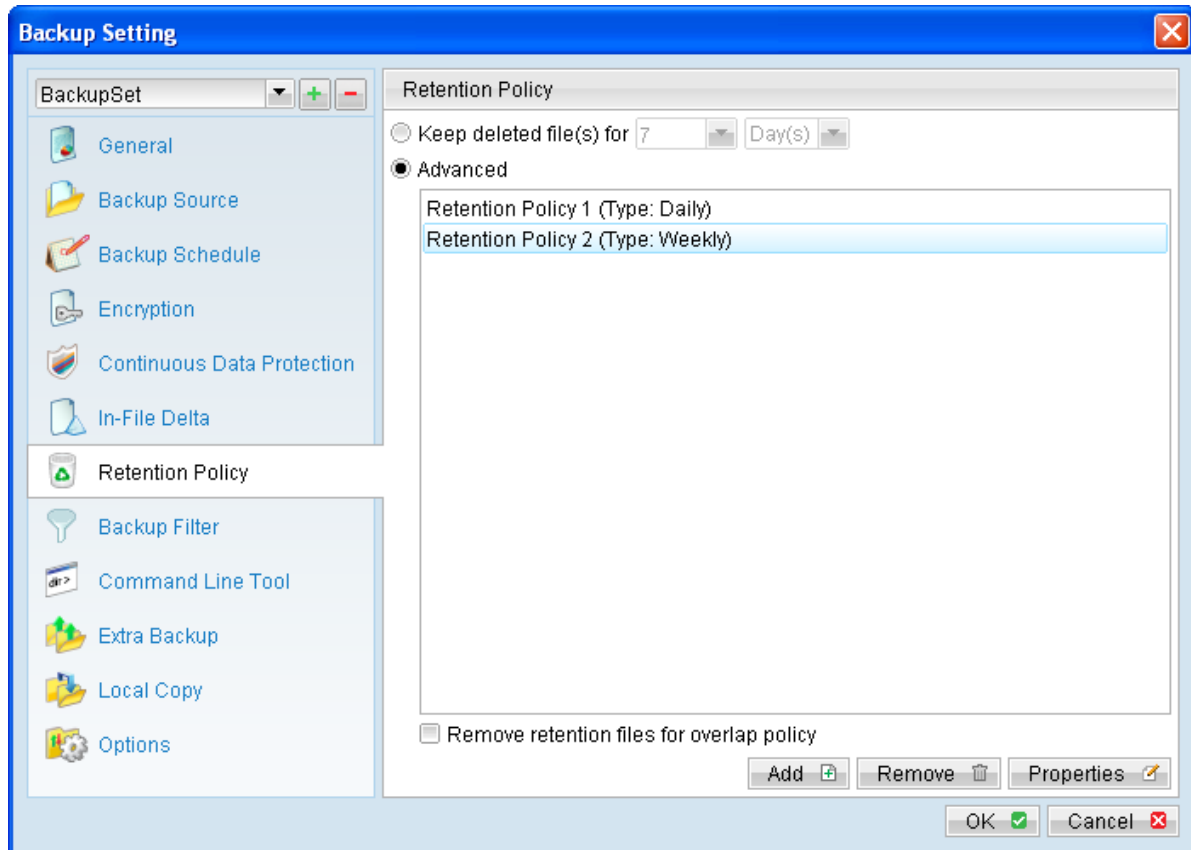 Backup Setting
BackupSet
General
Backup Source
Backup Schedule
Encryption
Continuous Data Protection
In-File Delta
Retention Policy
Backup Filter
dir>
Command Line Tool
Extra Backup
Local Copy
Options
Retention Policy
Keep deleted file(s) for 7 Day(s)
Advanced
Retention Policy 1 (Type: Daily)
Retention Policy 2 (Type: Weekly)
Remove retention files for overlap policy
Add Remove Properties
OK Cancel